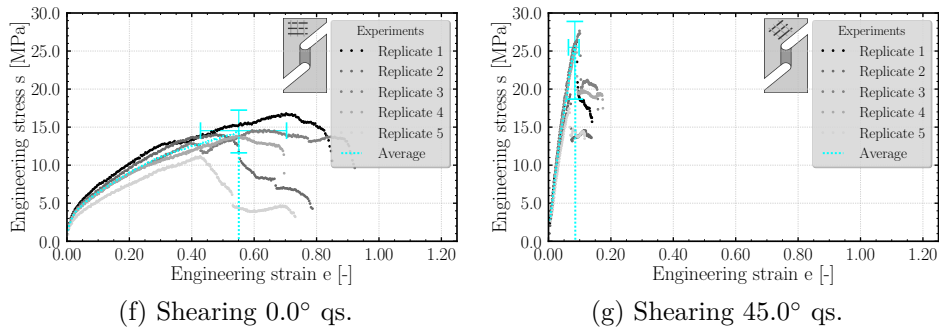 Engineering stress s [MPa]
30.0
25.0
20.0
15.0
10.0
5.0
0.0
0.00 0.20 0.40 0.60 0.80 1.00 1.20
Engineering strain e [-]
Experiments
Replicate 1
Replicate 2
Replicate 3
Replicate 4
Replicate 5
Average
(f) Shearing 0.0° qs.
Engineering stress s [MPa]
30.0
25.0
20.0
15.0
10.0
5.0
0.0
0.00 0.20 0.40 0.60 0.80 1.00 1.20
Engineering strain e [-]
Experiments
Replicate 1
Replicate 2
Replicate 3
Replicate 4
Replicate 5
Average
(g) Shearing 45.0° qs.